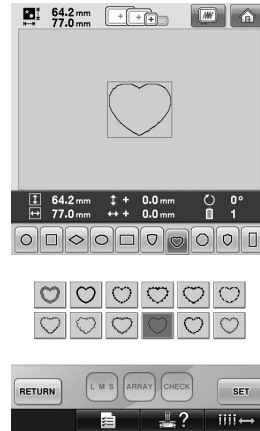 64.2 mm
77.0 mm
64.2 mm + 0.0 mm 0°
77.0 mm + 0.0 mm 1
RETURN L M S ARRAY CHECK SET
?